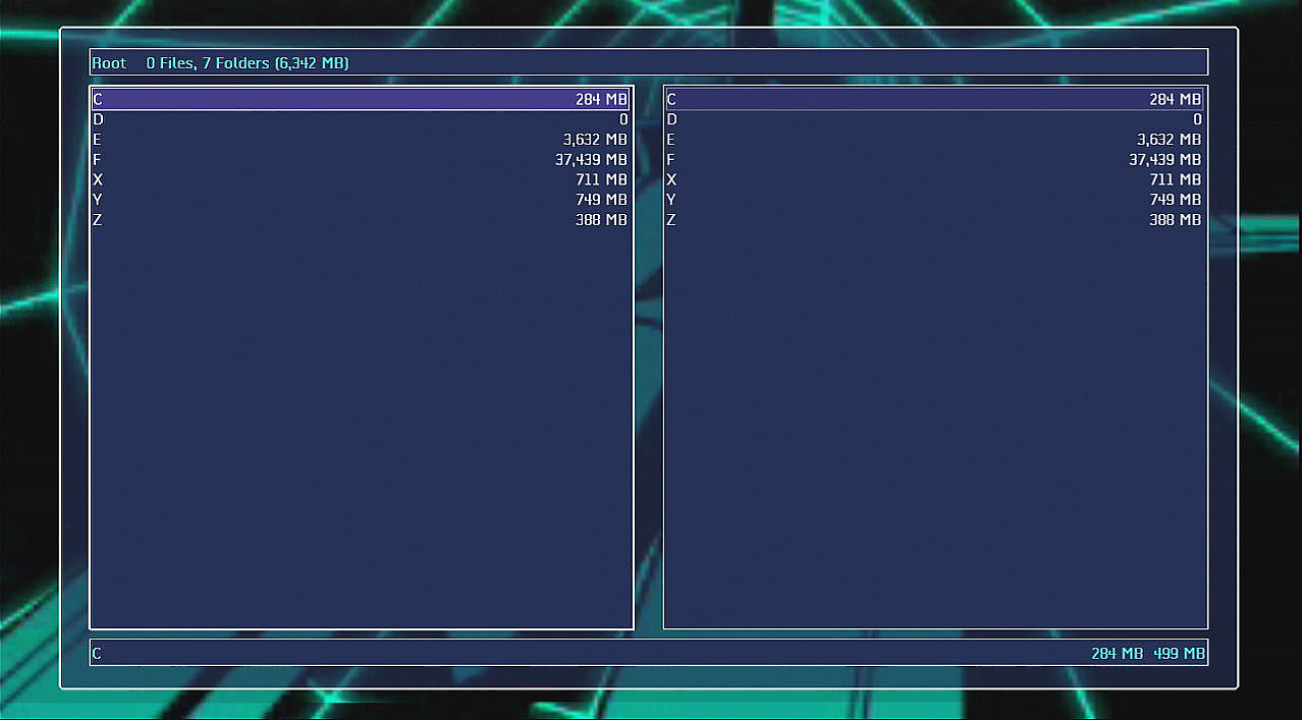 Root 0 Files, 7 Folders (6,342 MB)
C 284 MB
D 0
E 3,632 MB
F 37,439 MB
X 711 MB
Y 749 MB
Z 388 MB
C 284 MB
D 0
E 3,632 MB
F 37,439 MB
X 711 MB
Y 749 MB
Z 388 MB
C 284 MB 499 MB